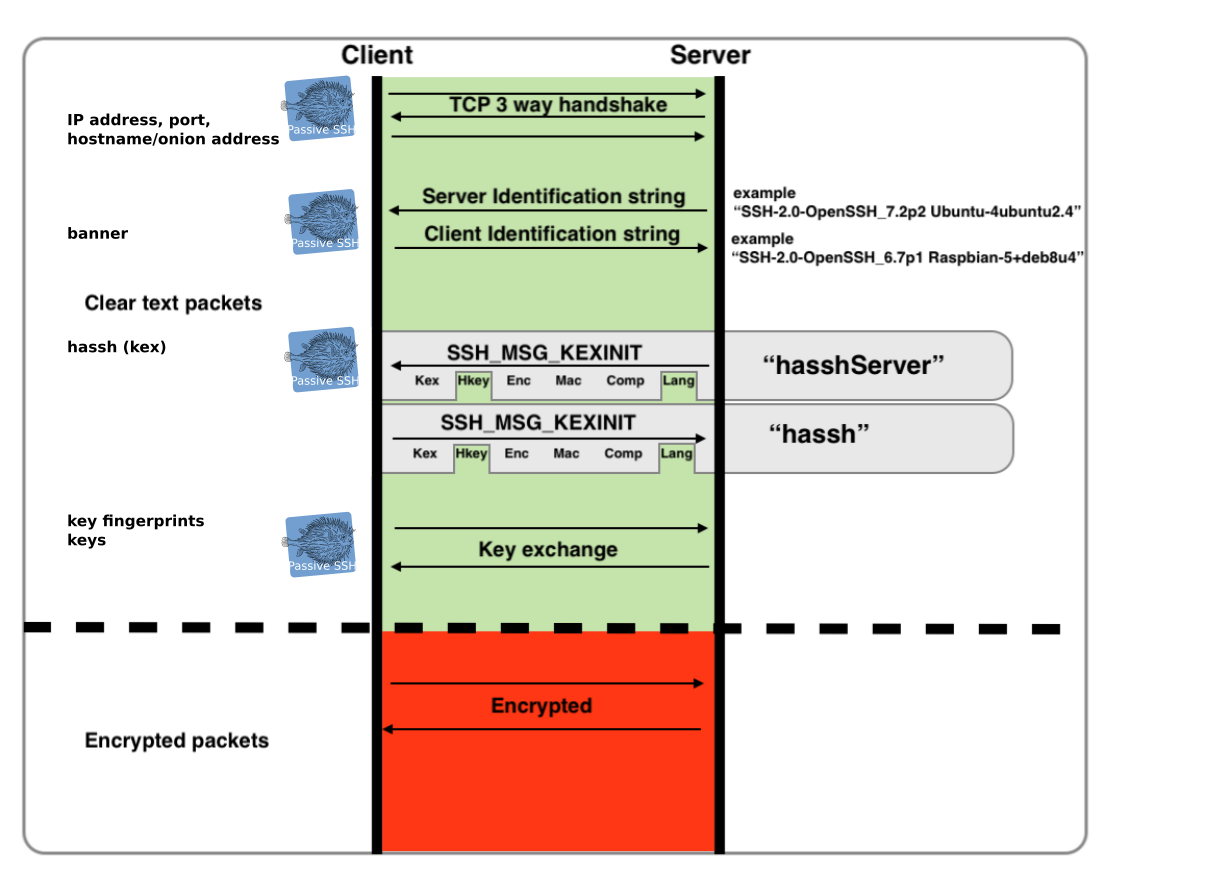 Client
Server
TCP 3 way handshake
IP address, port,
hostname/onion address
Passive SSH
Server Identification string
example
“SSH-2.0-OpenSSH_7.2p2 Ubuntu-4ubuntu2.4”
banner
Passive SSH
Client Identification string
example
“SSH-2.0-OpenSSH_6.7p1 Raspbian-5+deb8u4”
Clear text packets
hassh (kex)
Passive SSH
SSH_MSG_KEXINIT
Kex Hkey Enc Mac Comp Lang
“hasshServer”
SSH_MSG_KEXINIT
Kex Hkey Enc Mac Comp Lang
“hassh”
key fingerprints
keys
Passive SSH
Key exchange
Encrypted
Encrypted packets